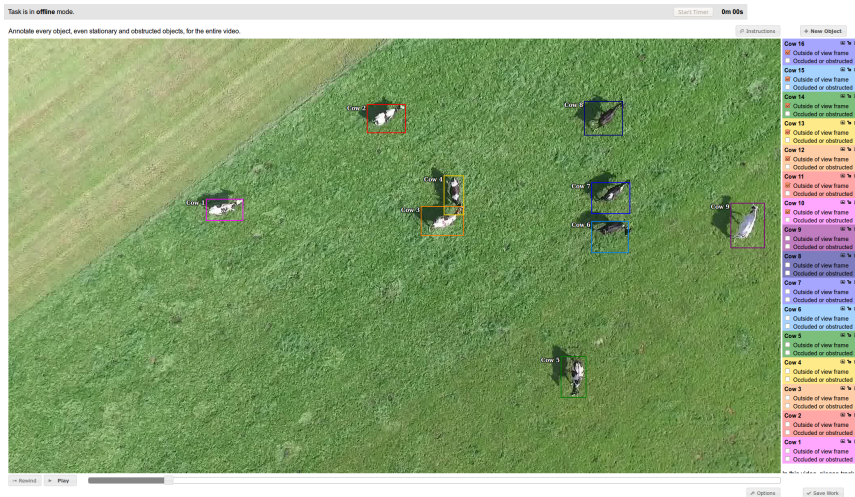 Task is in offline mode.
Start Timer
0m 00s
Annotate every object, even stationary and obstructed objects, for the entire video.
Instructions
+ New Object
Cow 2
Cow 8
Cow 4
Cow 7
Cow 1
Cow 3
Cow 9
Cow 6
Cow 5
Cow 16
Outside of view frame
Occluded or obstructed
Cow 15
Outside of view frame
Occluded or obstructed
Cow 14
Outside of view frame
Occluded or obstructed
Cow 13
Outside of view frame
Occluded or obstructed
Cow 12
Outside of view frame
Occluded or obstructed
Cow 11
Outside of view frame
Occluded or obstructed
Cow 10
Outside of view frame
Occluded or obstructed
Cow 9
Outside of view frame
Occluded or obstructed
Cow 8
Outside of view frame
Occluded or obstructed
Cow 7
Outside of view frame
Occluded or obstructed
Cow 6
Outside of view frame
Occluded or obstructed
Cow 5
Outside of view frame
Occluded or obstructed
Cow 4
Outside of view frame
Occluded or obstructed
Cow 3
Outside of view frame
Occluded or obstructed
Cow 2
Outside of view frame
Occluded or obstructed
Cow 1
Outside of view frame
Occluded or obstructed
Rewind
Play
Options
Save Work